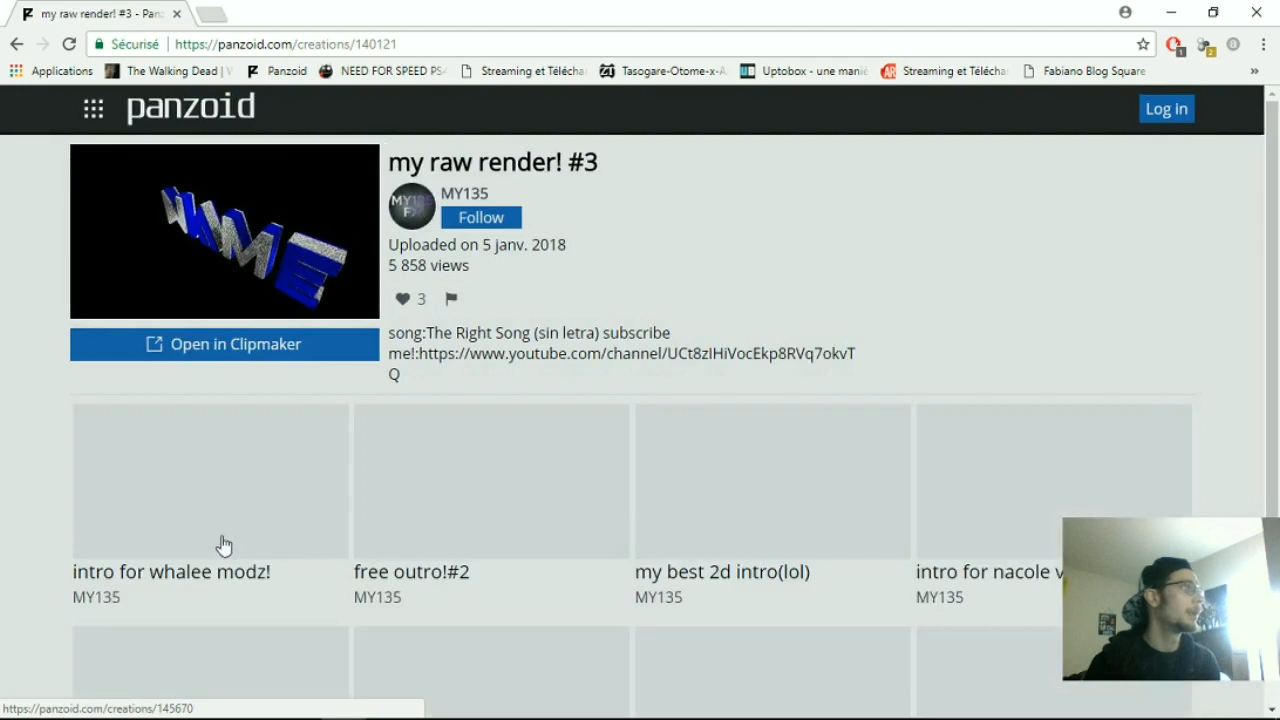 my raw render! #3 - Pan
Sécurisé https://panzoid.com/creations/140121
1 2
Applications The Walking Dead | V Panzoid NEED FOR SPEED PS Streaming et Télécha Tasogare-Otome-x-A Uptobox - une mani Streaming et Télécha Fabiano Blog Square »
panzoid Log in
my raw render! #3
MY135
Follow
NAME
Uploaded on 5 janv. 2018
5 858 views
3
song:The Right Song (sin letra) subscribe
me!:https://www.youtube.com/channel/UCt8zIHiVocEkp8RVq7okvT
Q
Open in Clipmaker
intro for whalee modz! free outro!#2 my best 2d intro(lol) intro for nacole v
MY135 MY135 MY135 MY135
https://panzoid.com/creations/145670